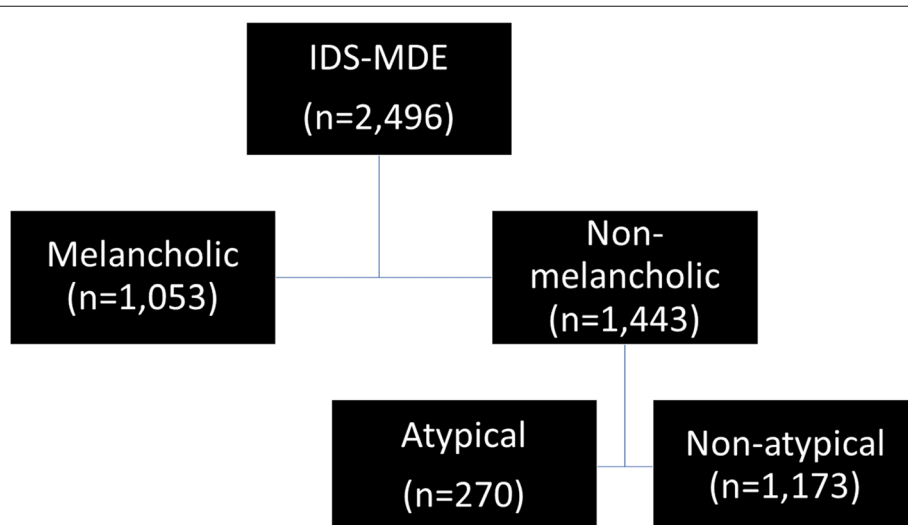 IDS-MDE
(n=2,496)
Melancholic
(n=1,053)
Non-
melancholic
(n=1,443)
Atypical
(n=270)
Non-atypical
(n=1,173)